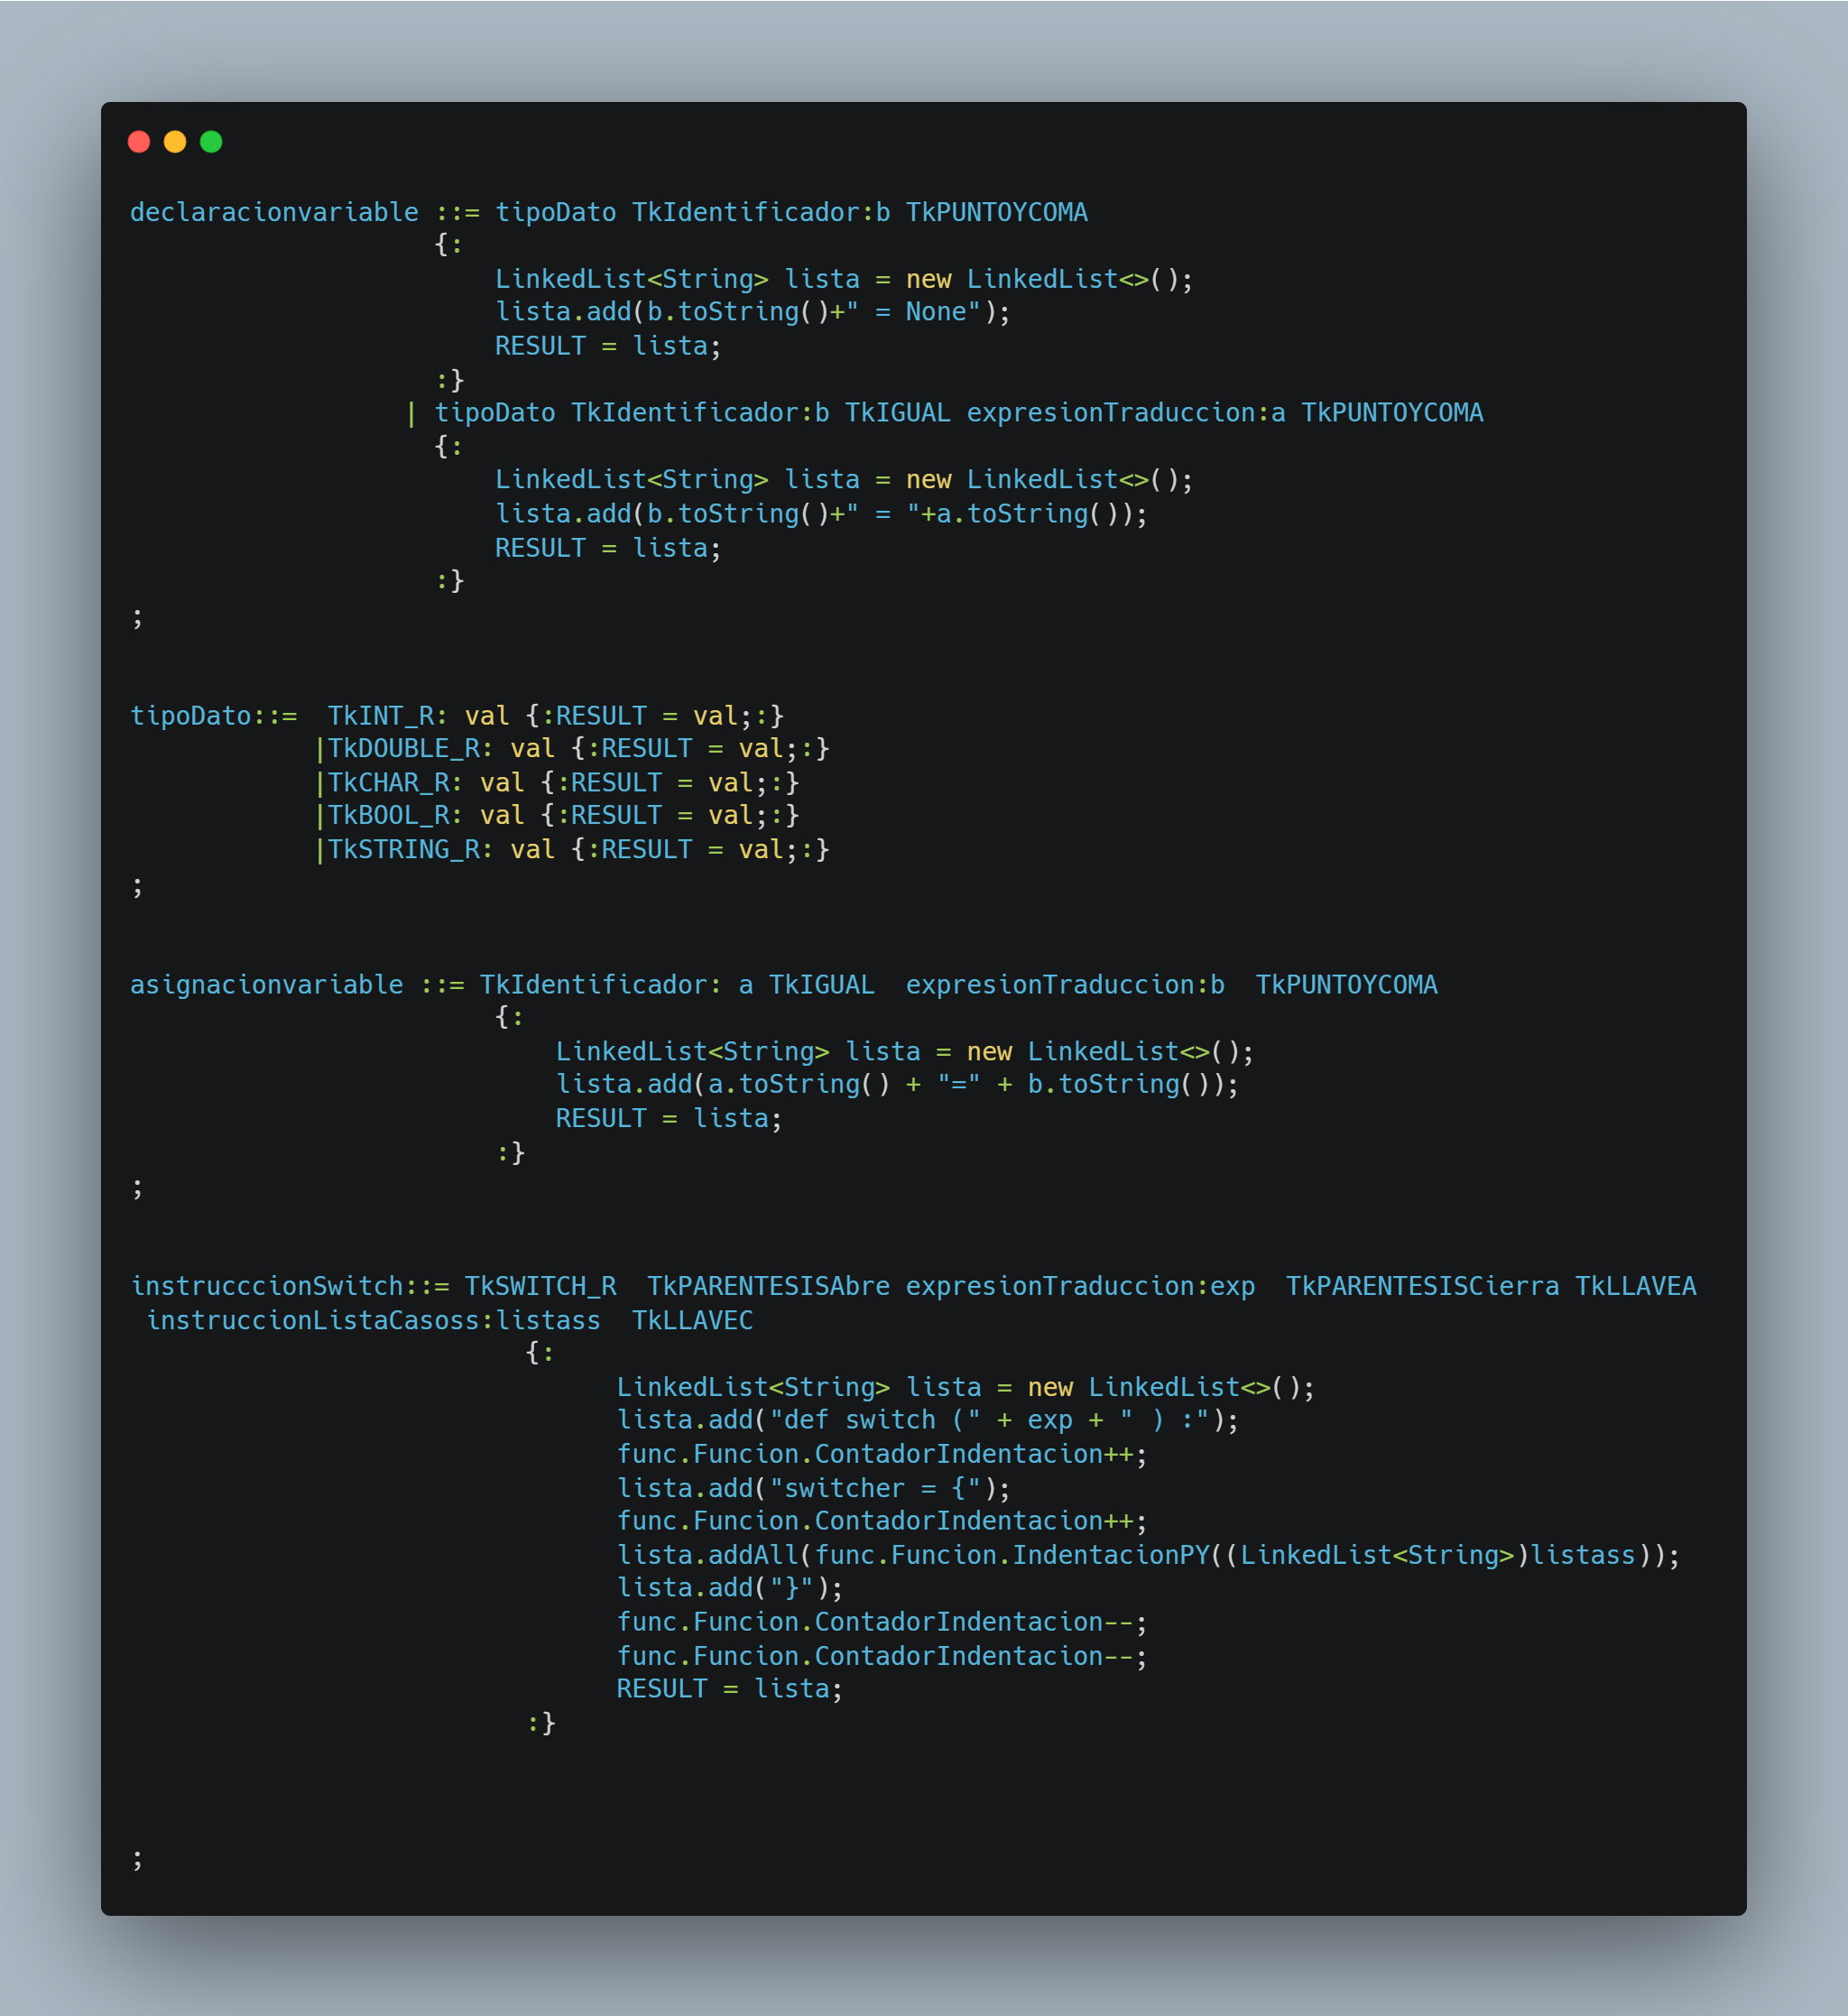 declaracionvariable ::= tipoDato TkIdentificador:b TkPUNTOYCOMA
{:
LinkedList<String> lista = new LinkedList<>();
lista.add(b.toString()+" = None");
RESULT = lista;
:}
| tipoDato TkIdentificador:b TkIGUAL expresionTraduccion:a TkPUNTOYCOMA
{:
LinkedList<String> lista = new LinkedList<>();
lista.add(b.toString()+" = "+a.toString());
RESULT = lista;
:}
;
tipoDato::=  TkINT_R: val {:RESULT = val;:}
|TkDOUBLE_R: val {:RESULT = val;:}
|TkCHAR_R: val {:RESULT = val;:}
|TkBOOL_R: val {:RESULT = val;:}
|TkSTRING_R: val {:RESULT = val;:}
;
asignacionvariable ::= TkIdentificador: a TkIGUAL  expresionTraduccion:b  TkPUNTOYCOMA
{:
LinkedList<String> lista = new LinkedList<>();
lista.add(a.toString() + "=" + b.toString());
RESULT = lista;
:}
;
instrucccionSwitch::= TkSWITCH_R  TkPARENTESISAbre expresionTraduccion:exp  TkPARENTESISCierra TkLLAVEA
instruccionListaCasoss:listass  TkLLAVEC
{:
LinkedList<String> lista = new LinkedList<>();
lista.add("def switch (" + exp + " ) :");
func.Funcion.ContadorIndentacion++;
lista.add("switcher = {");
func.Funcion.ContadorIndentacion++;
lista.addAll(func.Funcion.IndentacionPY((LinkedList<String>)listass));
lista.add("}");
func.Funcion.ContadorIndentacion--;
func.Funcion.ContadorIndentacion--;
RESULT = lista;
:}
;